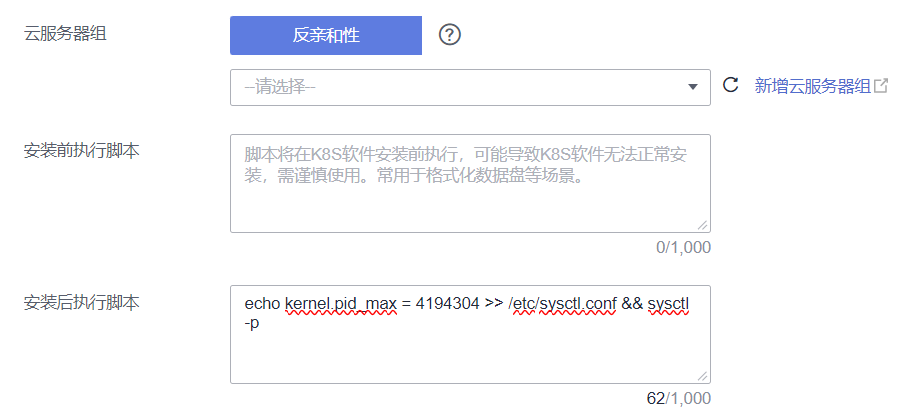 云服务器组
反亲和性
?
--请选择--
新增云服务器组
安装前执行脚本
脚本将在K8S软件安装前执行，可能导致K8S软件无法正常安
装，需谨慎使用。常用于格式化数据盘等场景。
0/1,000
安装后执行脚本
echo kernel.pid_max = 4194304 >> /etc/sysctl.conf && sysctl
-p
62/1,000